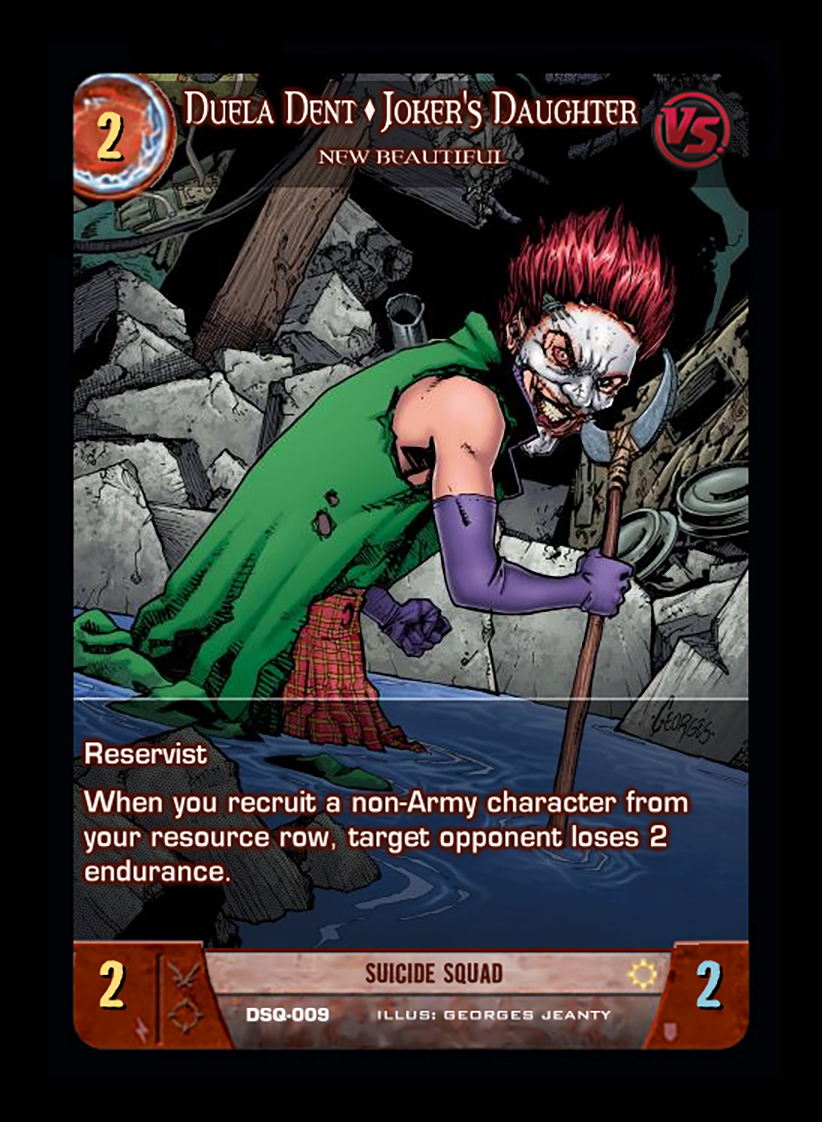 2
DUELA DENT ♦ JOKER'S DAUGHTER
VS.
NEW BEAUTIFUL
GEORGES
Reservist
When you recruit a non-Army character from
your resource row, target opponent loses 2
endurance.
2
SUICIDE SQUAD
2
DSQ-009 ILLUS: GEORGES JEANTY